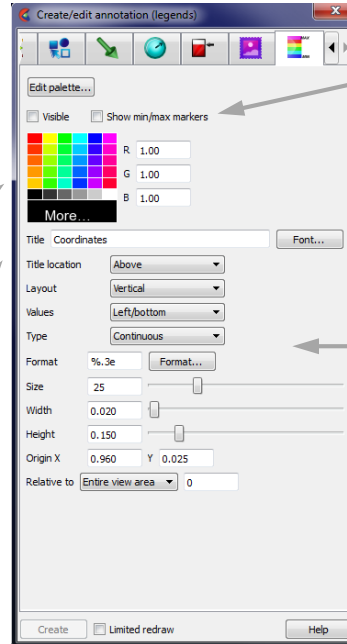 Create/edit annotation (legends)
Edit palette...
Visible Show min/max markers
R 1.00
G 1.00
B 1.00
More...
Title Coordinates Font...
Title location Above
Layout Vertical
Values Left/bottom
Type Continuous
Format %.3e Format...
Size 25
Width 0.020
Height 0.150
Origin X 0.960 Y 0.025
Relative to Entire view area 0
Create Limited redraw Help